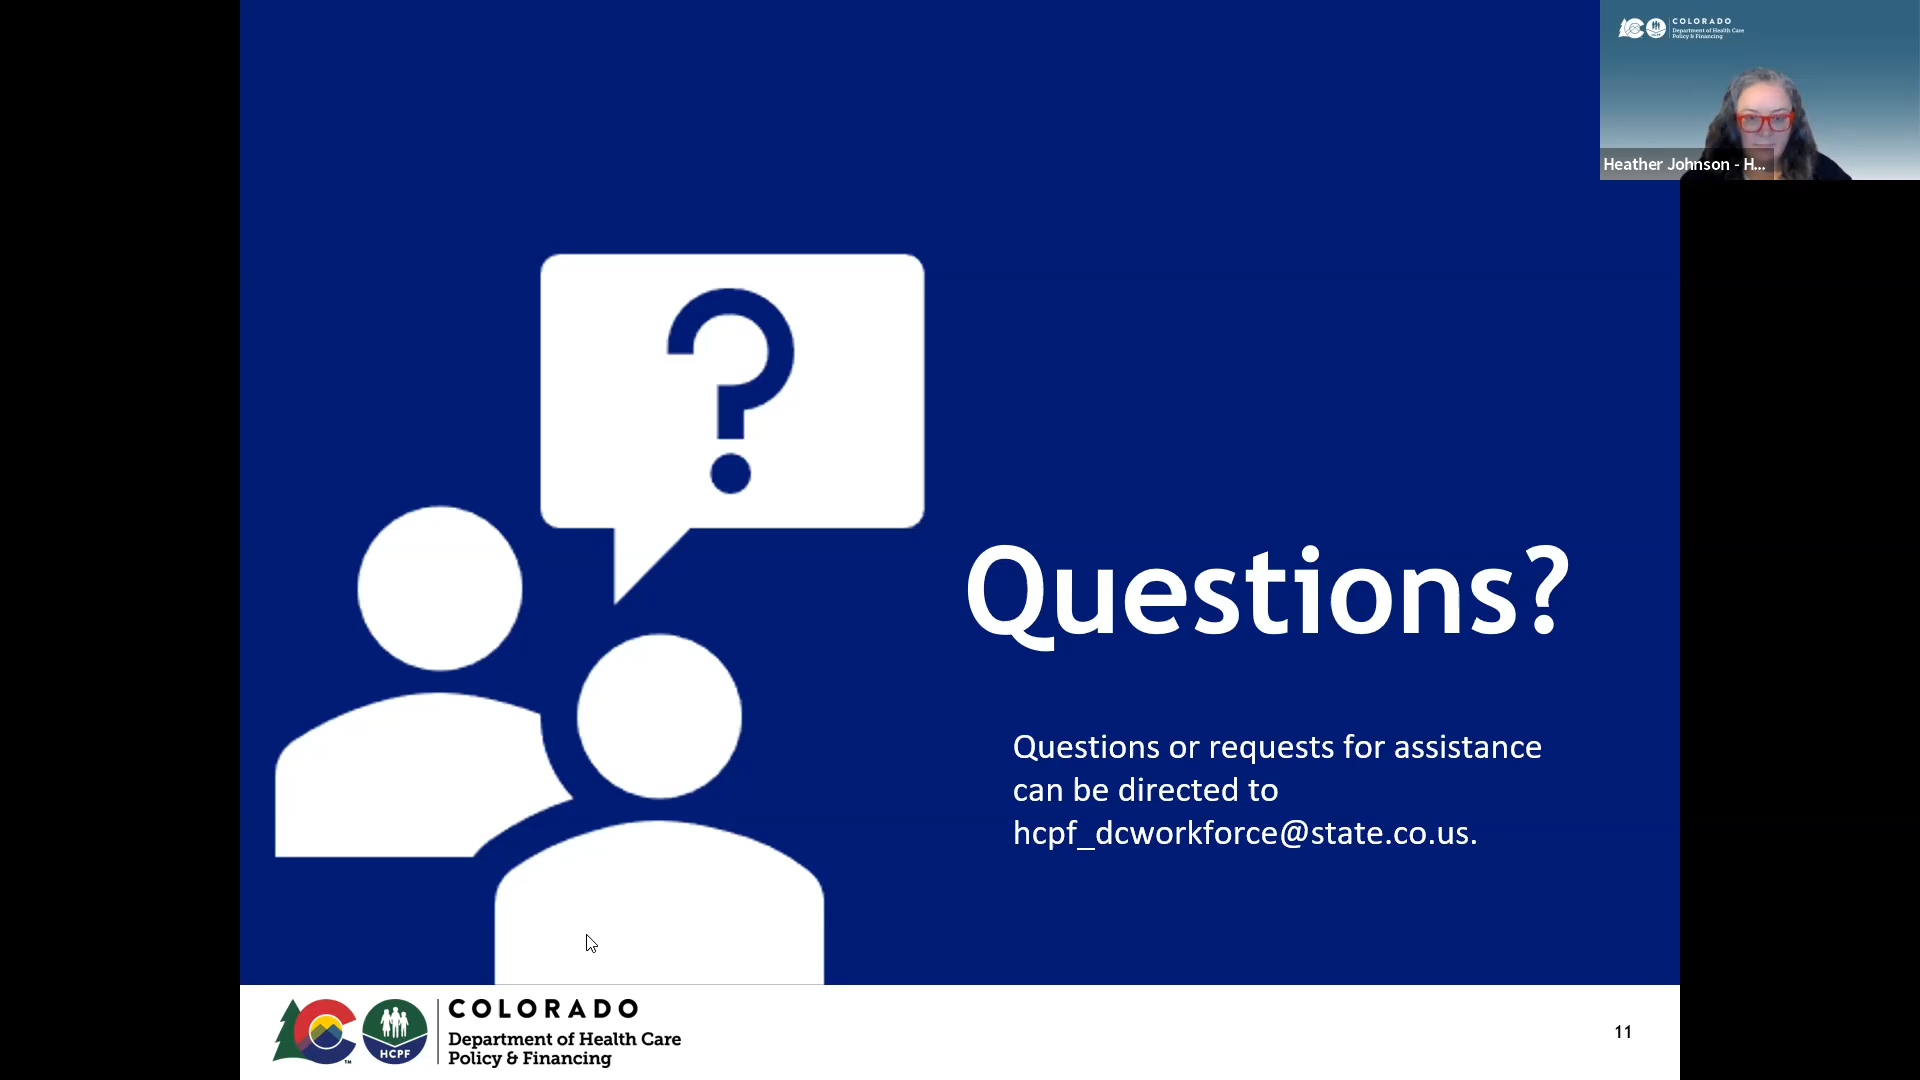 COLORADO
Department of Health Care
Policy & Financing
Heather Johnson - H...
?
Questions?
Questions or requests for assistance
can be directed to
hcpf_dcworkforce@state.co.us.
HCPF
TM
COLORADO
Department of Health Care
Policy & Financing
11